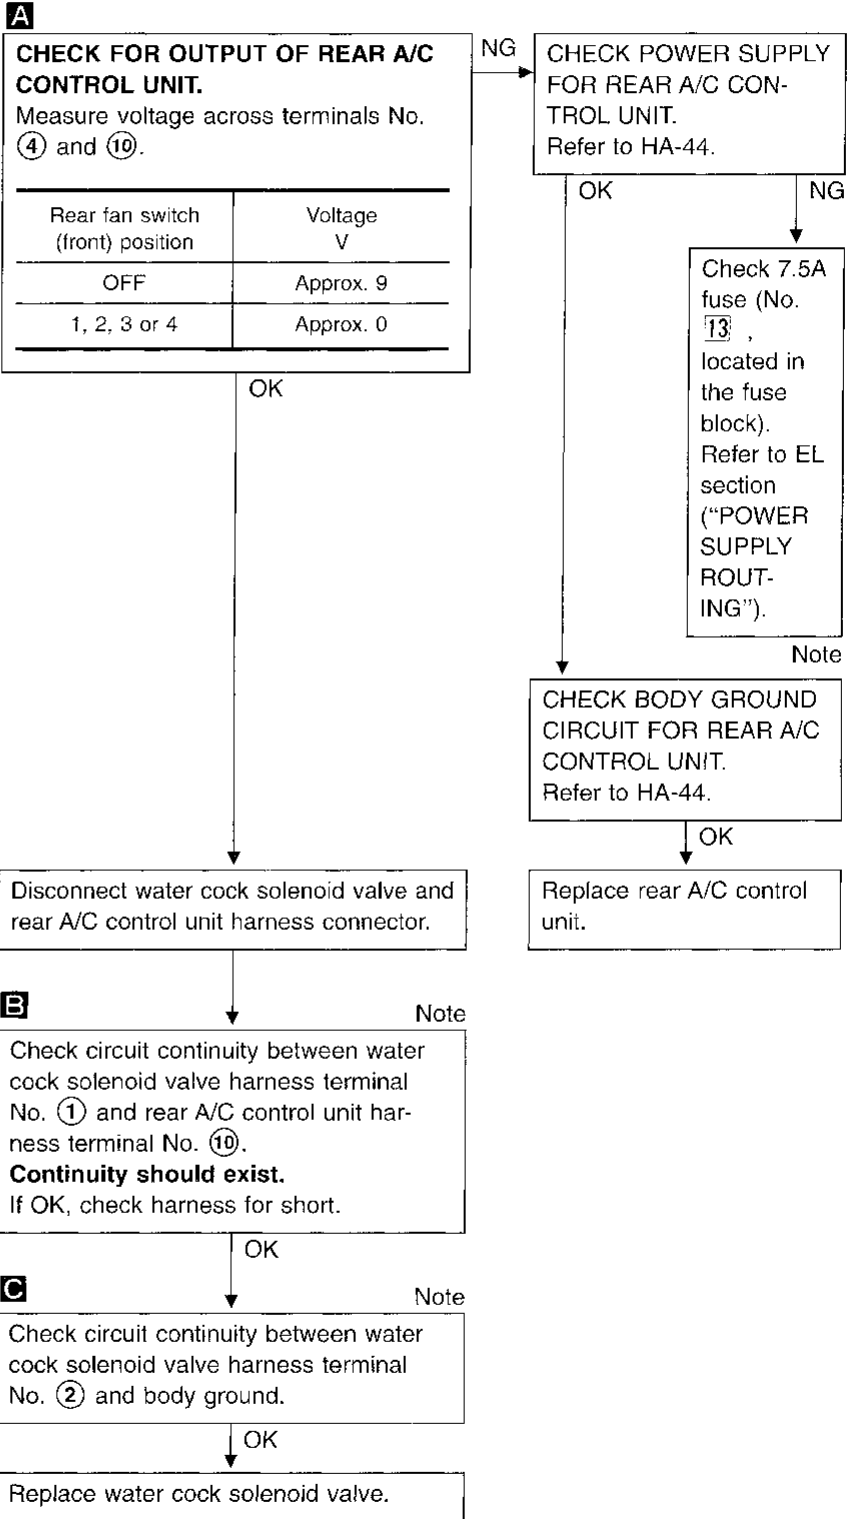 A
CHECK FOR OUTPUT OF REAR A/C
CONTROL UNIT.
Measure voltage across terminals No.
④ and ⑩.
Rear fan switch
(front) position
Voltage
V
OFF
Approx. 9
1, 2, 3 or 4
Approx. 0
NG
CHECK POWER SUPPLY
FOR REAR A/C CON-
TROL UNIT.
Refer to HA-44.
OK
NG
Check 7.5A
fuse (No.
13 ,
located in
the fuse
block).
Refer to EL
section
(“POWER
SUPPLY
ROUT-
ING”).
Note
OK
CHECK BODY GROUND
CIRCUIT FOR REAR A/C
CONTROL UNIT.
Refer to HA-44.
OK
Replace rear A/C control
unit.
Disconnect water cock solenoid valve and
rear A/C control unit harness connector.
B
Note
Check circuit continuity between water
cock solenoid valve harness terminal
No. ① and rear A/C control unit har-
ness terminal No. ⑩.
Continuity should exist.
If OK, check harness for short.
OK
C
Note
Check circuit continuity between water
cock solenoid valve harness terminal
No. ② and body ground.
OK
Replace water cock solenoid valve.